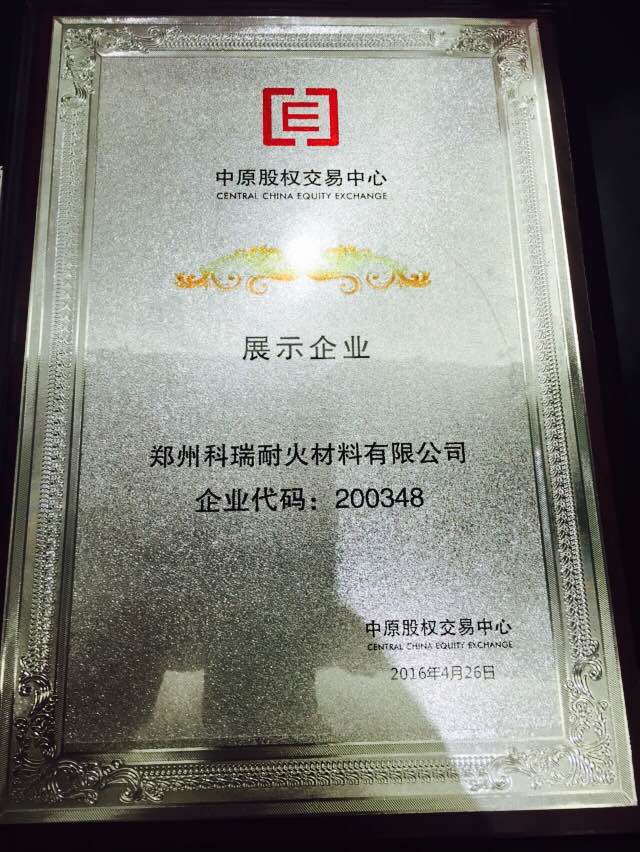 中原股权交易中心
CENTRAL CHINA EQUITY EXCHANGE
展示企业
郑州科瑞耐火材料有限公司
企业代码：200348
中原股权交易中心
CENTRAL CHINA EQUITY EXCHANGE
2016年4月26日